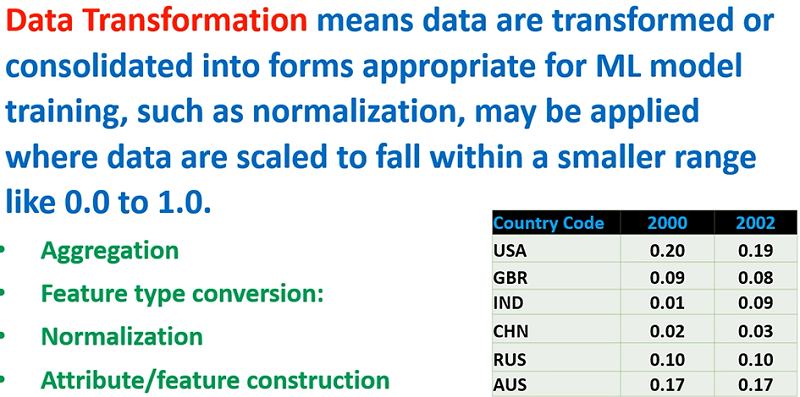 Data Transformation means data are transformed or
consolidated into forms appropriate for ML model
training, such as normalization, may be applied
where data are scaled to fall within a smaller range
like 0.0 to 1.0.
• Aggregation
• Feature type conversion:
• Normalization
• Attribute/feature construction
Country Code 2000 2002
USA 0.20 0.19
GBR 0.09 0.08
IND 0.01 0.09
CHN 0.02 0.03
RUS 0.10 0.10
AUS 0.17 0.17